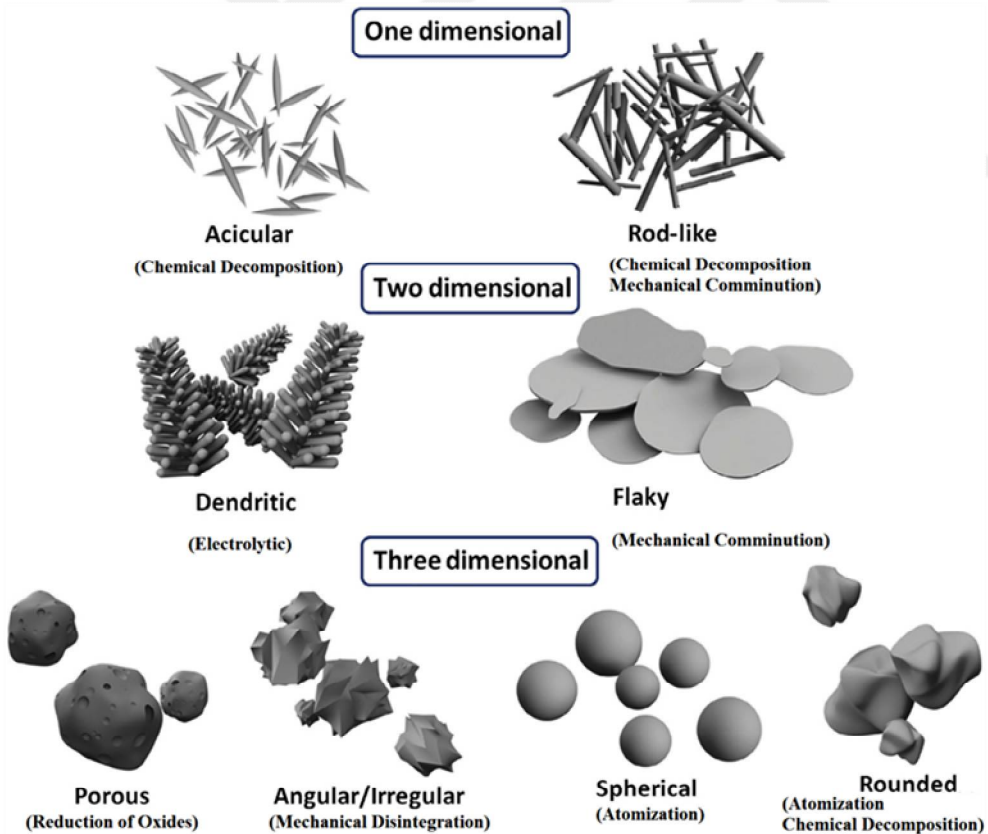 One dimensional
Acicular
(Chemical Decomposition)
Rod-like
(Chemical Decomposition
Mechanical Comminution)
Two dimensional
Dendritic
(Electrolytic)
Flaky
(Mechanical Comminution)
Three dimensional
Porous
(Reduction of Oxides)
Angular/Irregular
(Mechanical Disintegration)
Spherical
(Atomization)
Rounded
(Atomization
Chemical Decomposition)